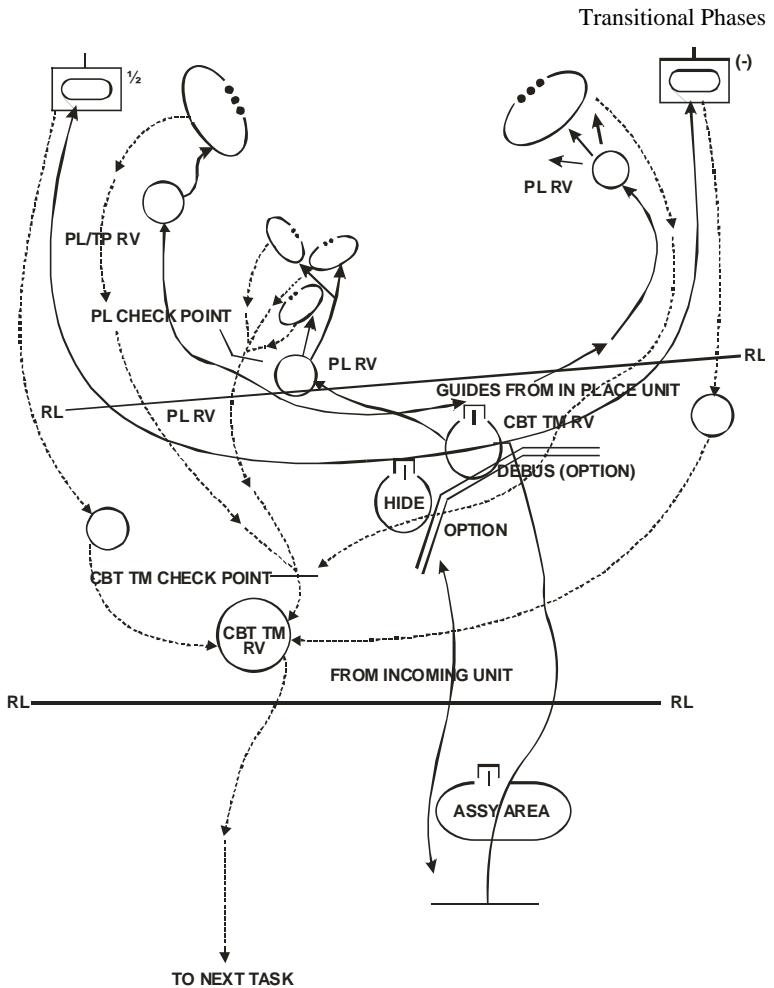 Transitional Phases
½
(-)
PL RV
PL/TP RV
PL CHECK POINT
PL RV
RL
GUIDES FROM IN PLACE UNIT
RL
PL RV
CBT TM RV
DEBUS (OPTION)
HIDE
OPTION
CBT TM CHECK POINT
CBT TM
RV
FROM INCOMING UNIT
RL
RL
ASSY AREA
TO NEXT TASK